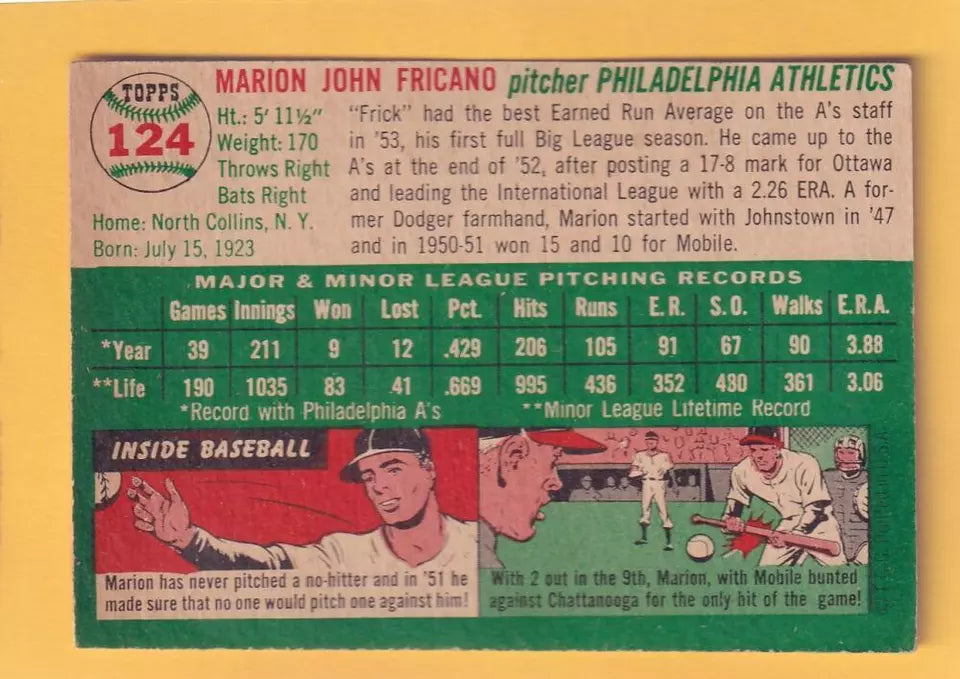 TOPPS
124
MARION JOHN FRICANO pitcher PHILADELPHIA ATHLETICS
Ht.: 5' 11½"
Weight: 170
Throws Right
Bats Right
Home: North Collins, N. Y.
Born: July 15, 1923
"Frick" had the best Earned Run Average on the A's staff
in '53, his first full Big League season. He came up to the
A's at the end of '52, after posting a 17-8 mark for Ottawa
and leading the International League with a 2.26 ERA. A for-
mer Dodger farmhand, Marion started with Johnstown in '47
and in 1950-51 won 15 and 10 for Mobile.
MAJOR & MINOR LEAGUE PITCHING RECORDS
Games Innings Won Lost Pct. Hits Runs E.R. S.O. Walks E.R.A.
*Year 39 211 9 12 .429 206 105 91 67 90 3.88
**Life 190 1035 83 41 .669 995 436 352 480 361 3.06
*Record with Philadelphia A's **Minor League Lifetime Record
INSIDE BASEBALL
Marion has never pitched a no-hitter and in '51 he
made sure that no one would pitch one against him!
With 2 out in the 9th, Marion, with Mobile bunted
against Chattanooga for the only hit of the game!